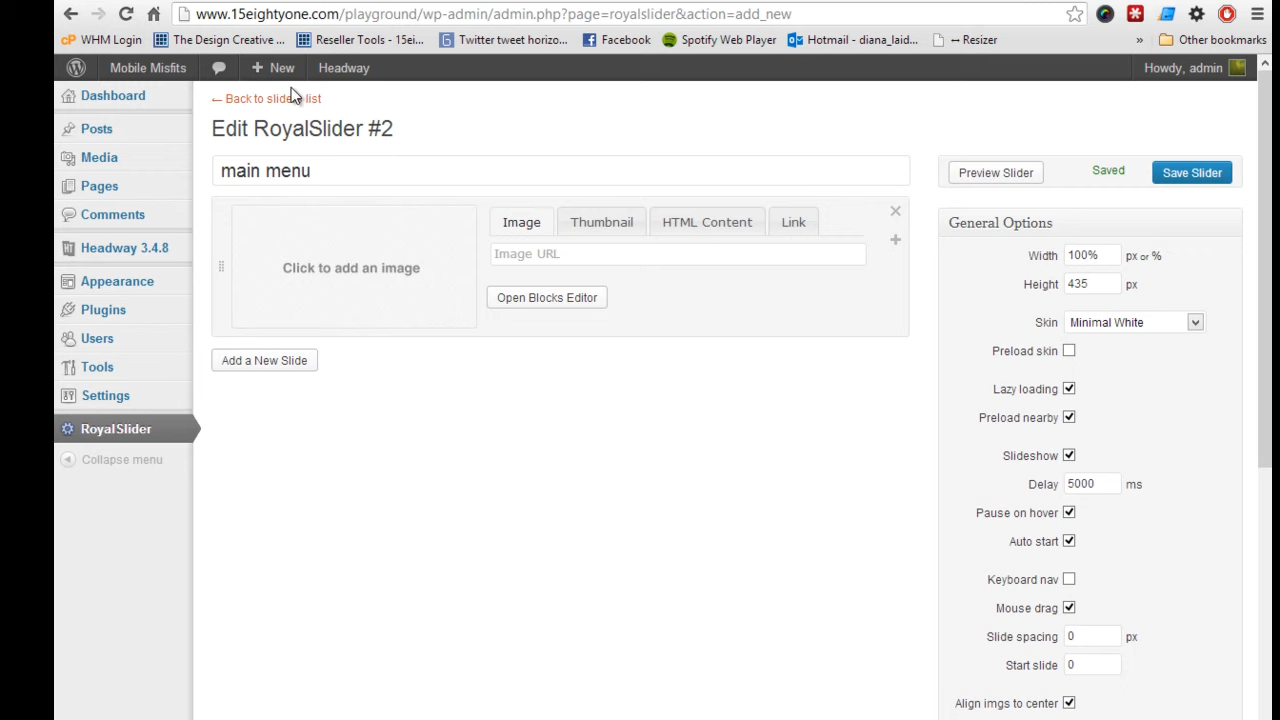 www.15eightyone.com/playground/wp-admin/admin.php?page=royalslider&action=add_new
WHM Login The Design Creative ... Reseller Tools - 15ei... Twitter tweet horizo... Facebook Spotify Web Player Hotmail - diana_laid... ↔ Resizer » Other bookmarks
Mobile Misfits + New Headway Howdy, admin
Dashboard
Posts
Media
Pages
Comments
Headway 3.4.8
Appearance
Plugins
Users
Tools
Settings
RoyalSlider
Collapse menu
← Back to sliders list
Edit RoyalSlider #2
main menu
Click to add an image
Image Thumbnail HTML Content Link
Image URL
Open Blocks Editor
Add a New Slide
Preview Slider Saved Save Slider
General Options
Width 100% px or %
Height 435 px
Skin Minimal White
Preload skin
Lazy loading
Preload nearby
Slideshow
Delay 5000 ms
Pause on hover
Auto start
Keyboard nav
Mouse drag
Slide spacing 0 px
Start slide 0
Align imgs to center